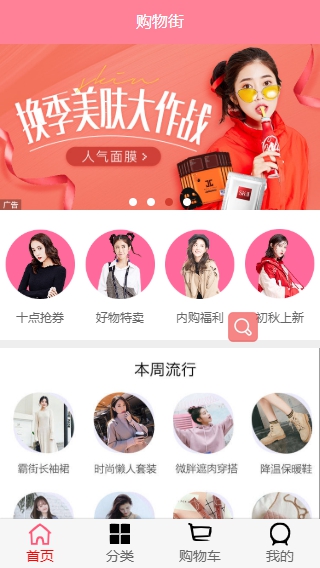 购物街
skin
换季美肤大作战
人气面膜 >
SK-II
广告
十点抢券
好物特卖
内购福利
初秋上新
本周流行
霸街长袖裙
时尚懒人套装
微胖遮肉穿搭
降温保暖鞋
首页
分类
购物车
我的